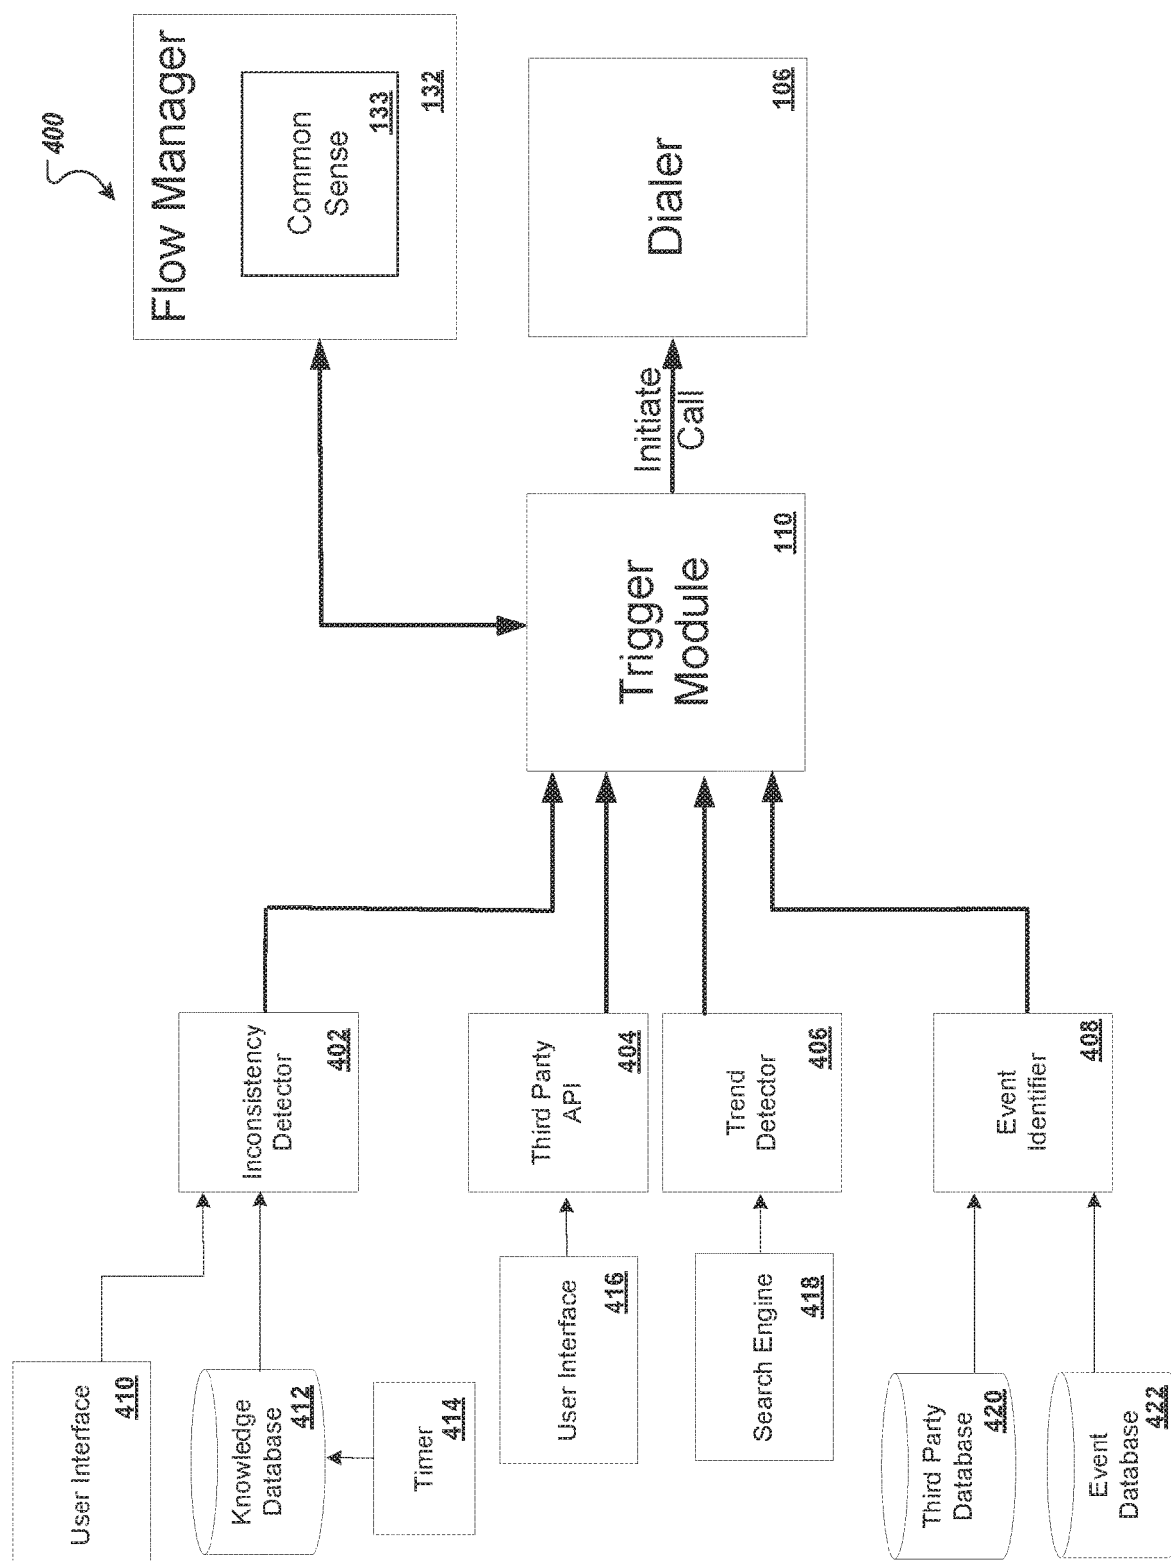 400
User Interface
410
Knowledge
Database
412
Timer
414
Inconsistency
Detector
402
User Interface
416
Third Party
API
404
Search Engine
418
Trend
Detector
406
Third Party
Database
420
Event
Database
422
Event
Identifier
408
Trigger
Module
110
Initiate
Call
Flow Manager
Common
Sense
133
132
Dialer
106